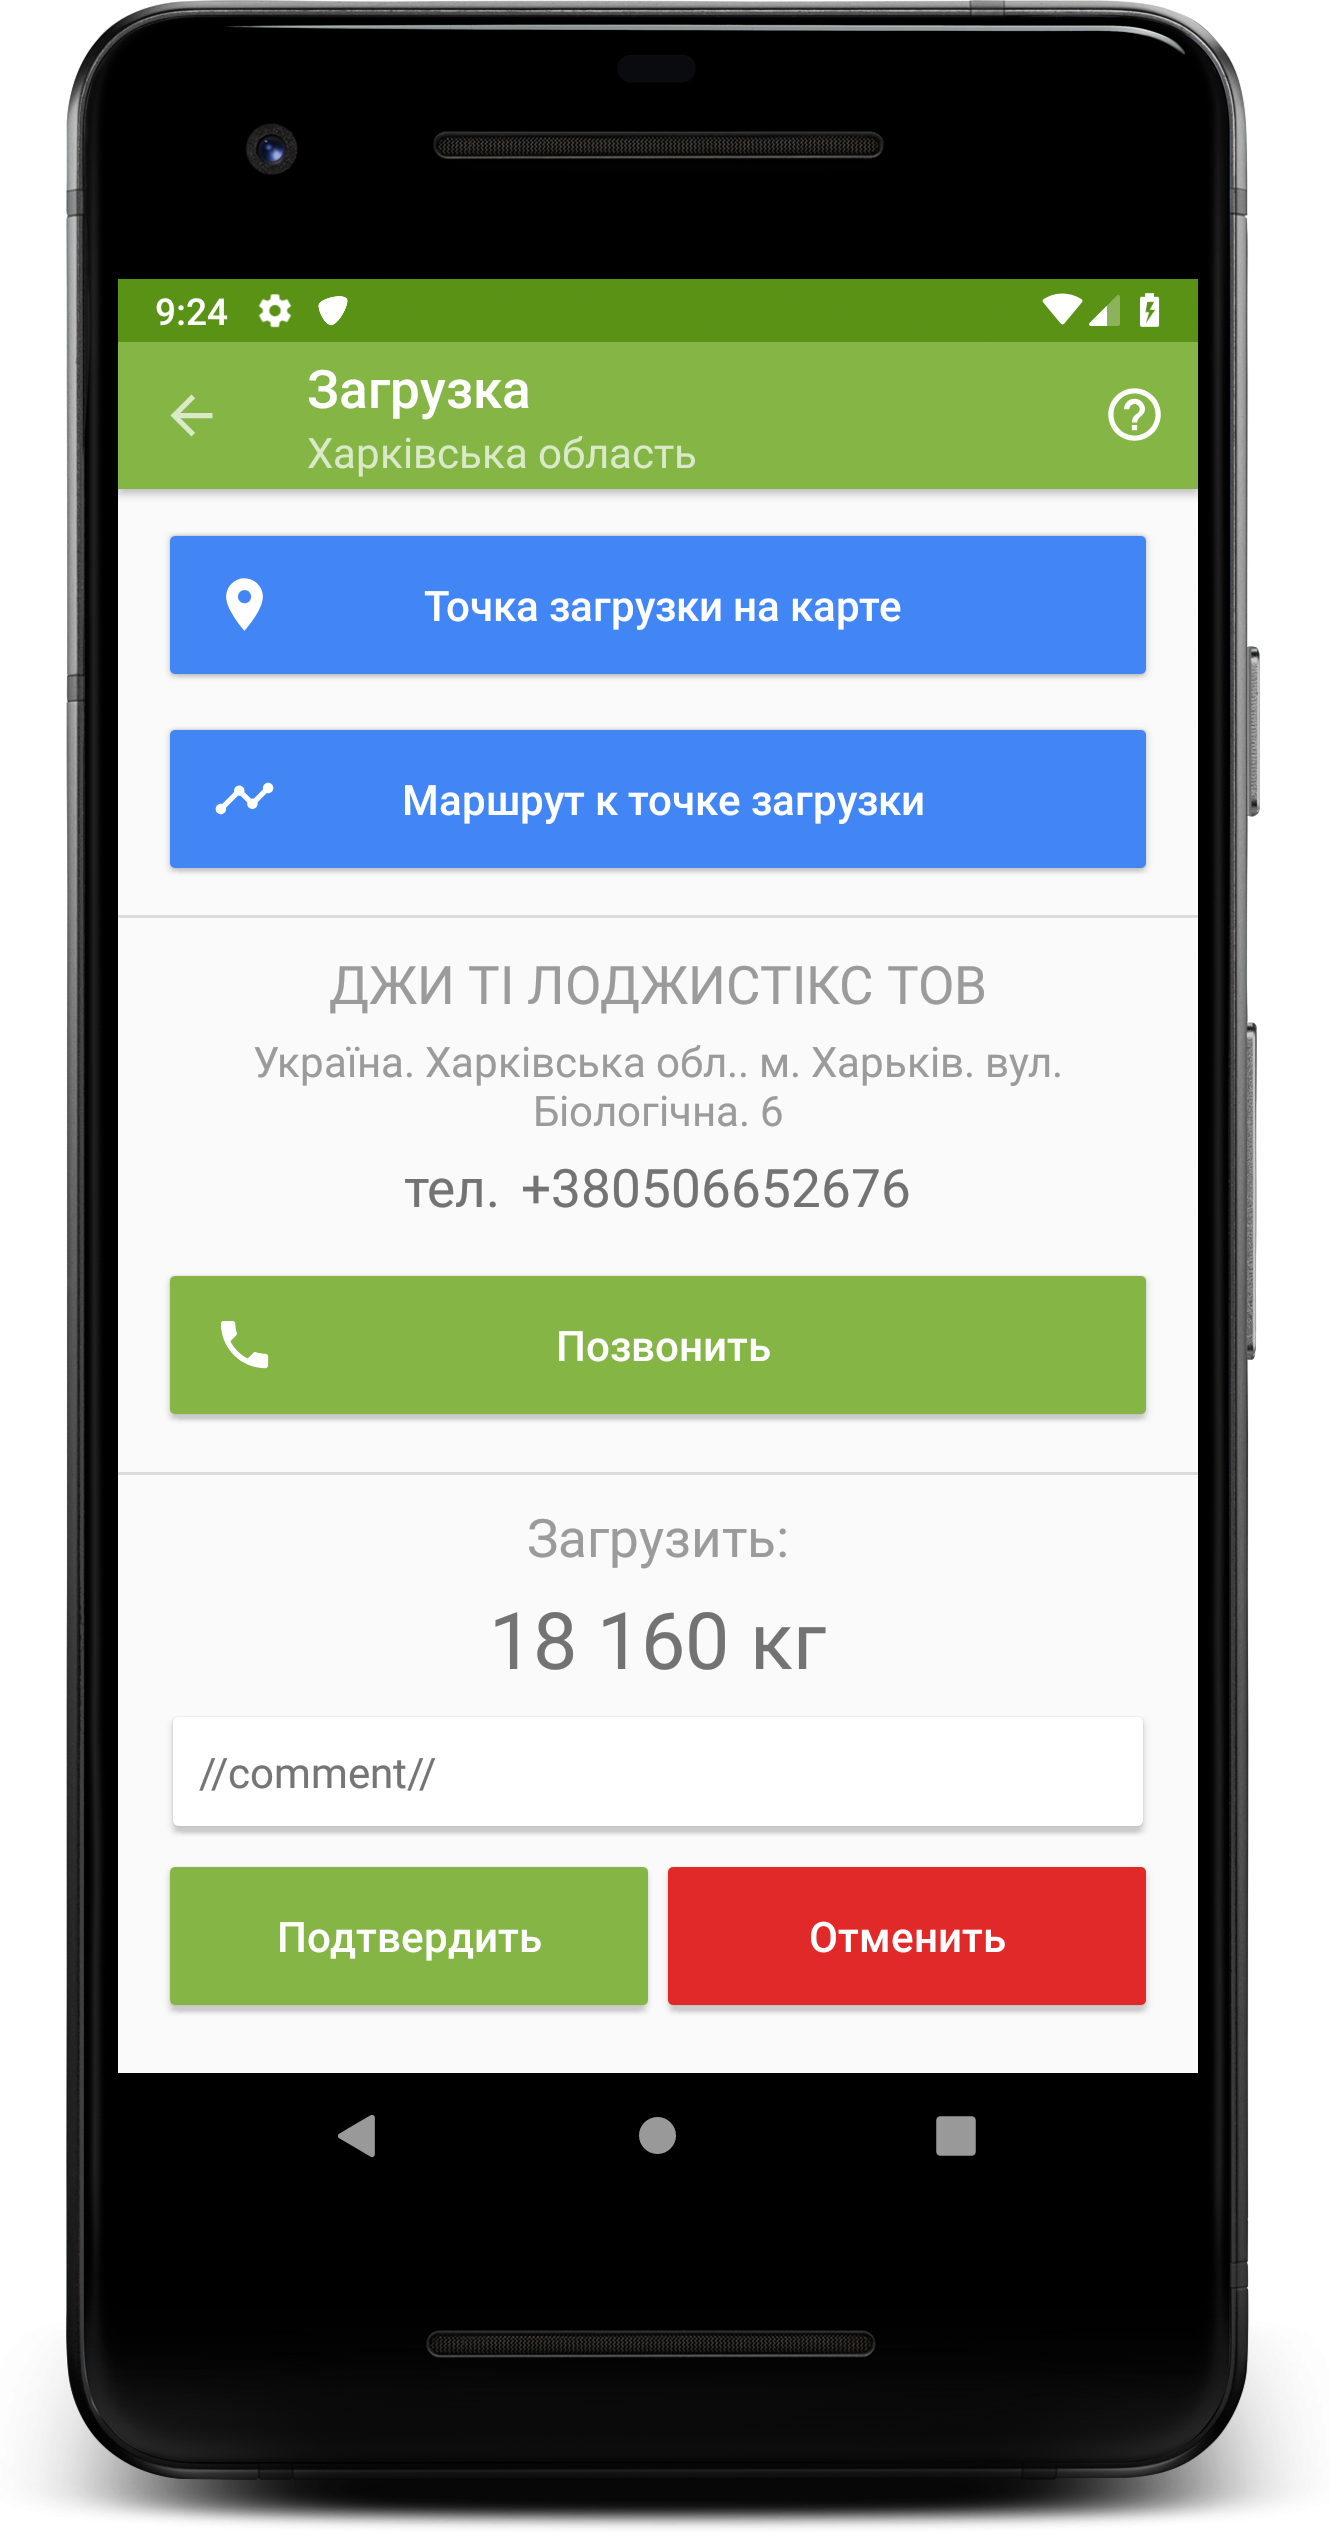 9:24
Загрузка
Харківська область
Точка загрузки на карте
Маршрут к точке загрузки
ДЖИ ТІ ЛОДЖИСТІКС ТОВ
Україна. Харківська обл.. м. Харьків. вул.
Біологічна. 6
тел. +380506652676
Позвонить
Загрузить:
18 160 кг
//comment//
Подтвердить
Отменить